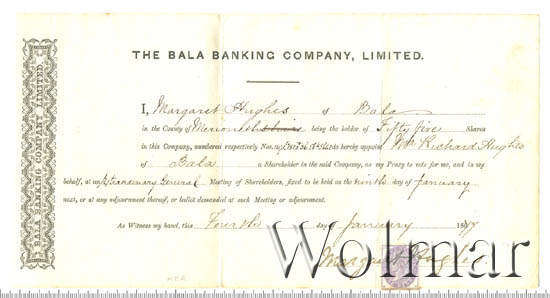 BALA BANKING COMPANY LIMITED
THE BALA BANKING COMPANY, LIMITED.
I, Margaret Hughes of Bala
in the County of Merioneth being the holder of Fifty five Shares
in this Company, numbered respectively Nos. do hereby appoint Mr Richard Hughes
of Bala a Shareholder in the said Company, as my Proxy to vote for me, and in my
behalf, at an Extraordinary General Meeting of Shareholders, fixed to be held on the ninth day of January
next, or at any adjournment thereof, or ballot demanded at such Meeting or adjournment.
As Witness my hand, this Fourth day of January 18
Margaret Hughes
Wolmar